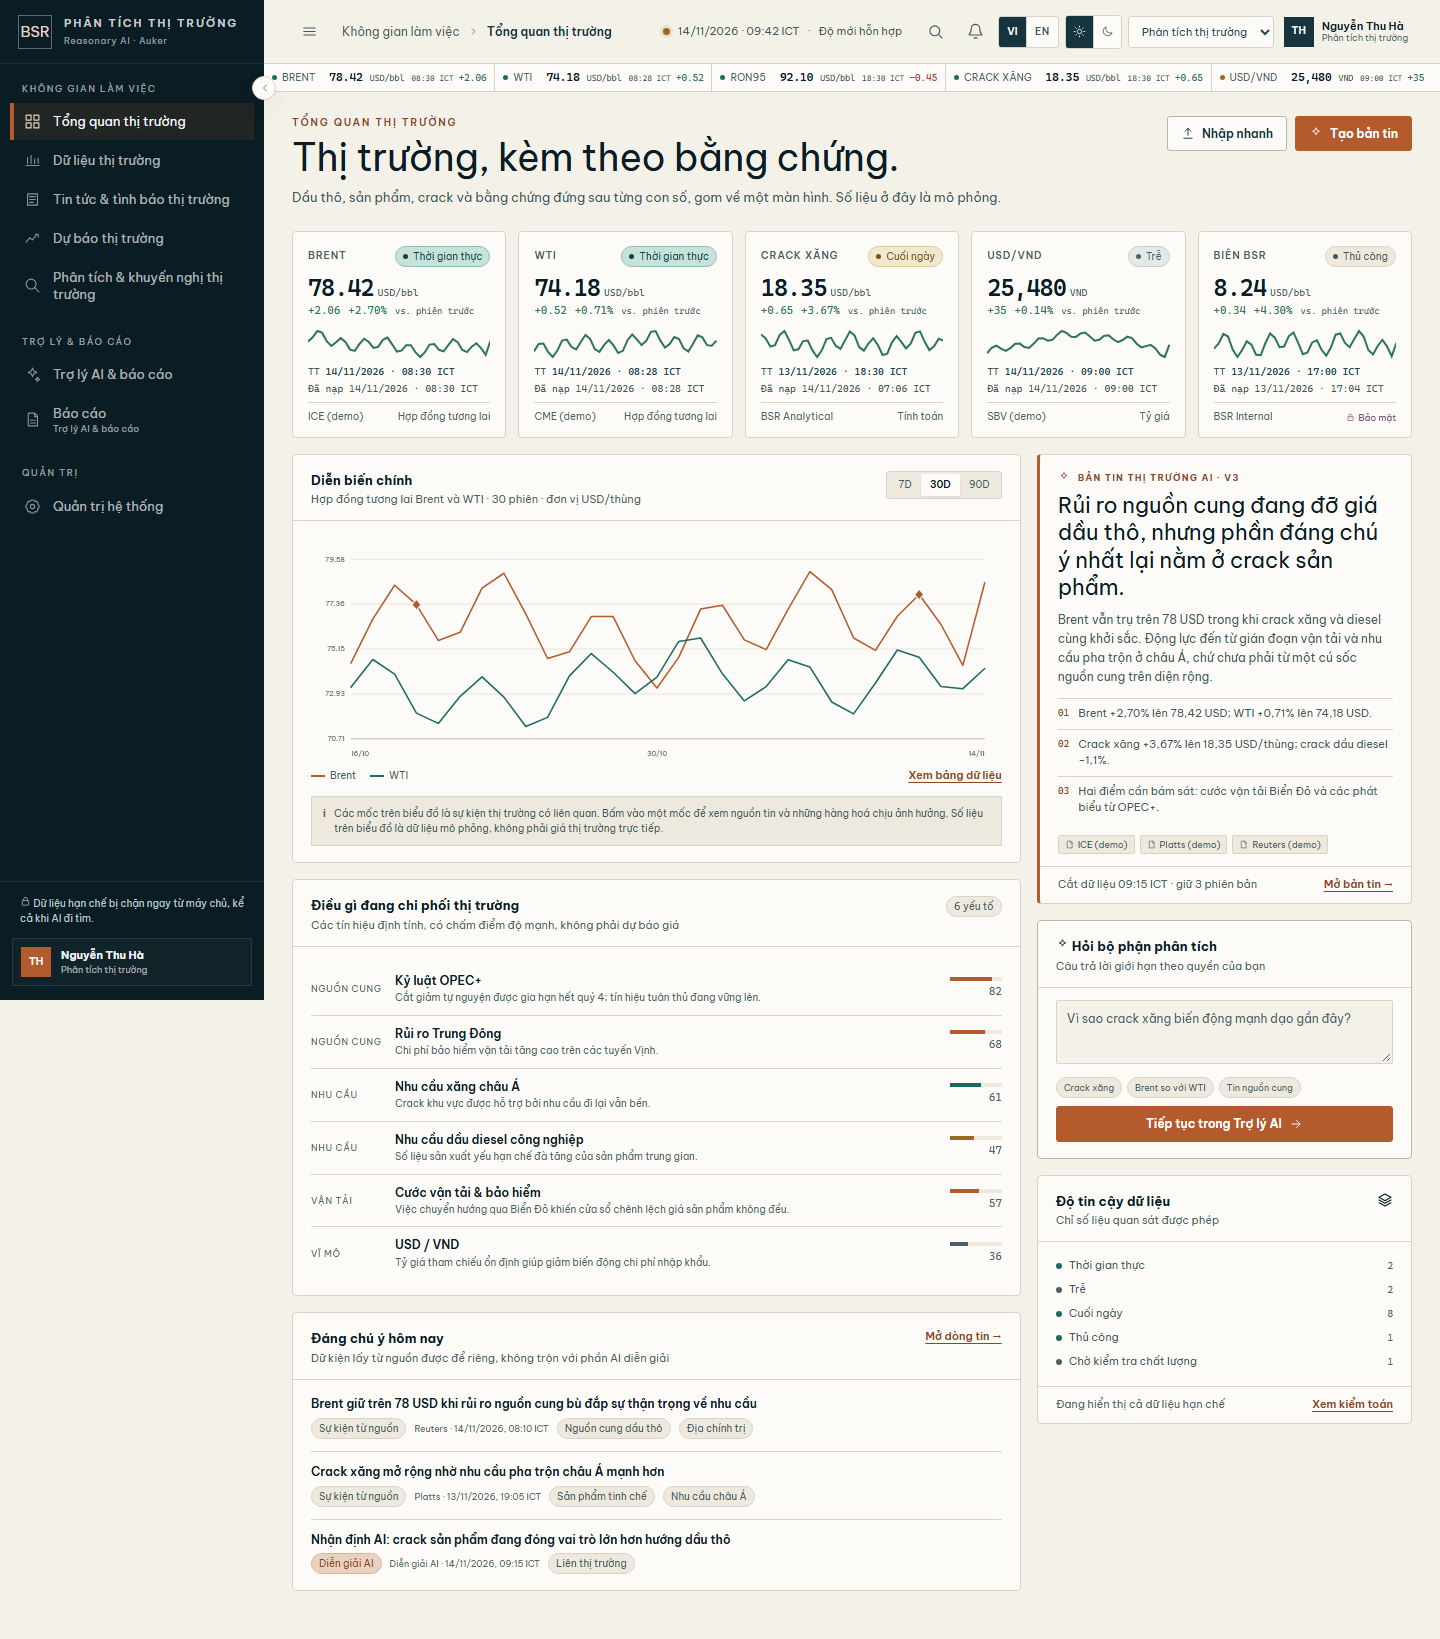 BSR
PHÂN TÍCH THỊ TRƯỜNG
Reasonary AI · Auker
KHÔNG GIAN LÀM VIỆC
Tổng quan thị trường
Dữ liệu thị trường
Tin tức & tình báo thị trường
Dự báo thị trường
Phân tích & khuyến nghị thị
trường
TRỢ LÝ & BÁO CÁO
Trợ lý AI & báo cáo
Báo cáo
Trợ lý AI & báo cáo
QUẢN TRỊ
Quản trị hệ thống
Dữ liệu hạn chế bị chặn ngay từ máy chủ, kể
cả khi AI đi tìm.
TH
Nguyễn Thu Hà
Phân tích thị trường
Không gian làm việc › Tổng quan thị trường
14/11/2026 · 09:42 ICT · Độ mới hỗn hợp
VI EN
Phân tích thị trường
TH
Nguyễn Thu Hà
Phân tích thị trường
BRENT 78.42 USD/bbl 08:30 ICT +2.06
WTI 74.18 USD/bbl 08:28 ICT +0.52
RON95 92.10 USD/bbl 18:30 ICT −0.45
CRACK XĂNG 18.35 USD/bbl 18:30 ICT +0.65
USD/VND 25,480 VND 09:00 ICT +35
TỔNG QUAN THỊ TRƯỜNG
Thị trường, kèm theo bằng chứng.
Dầu thô, sản phẩm, crack và bằng chứng đứng sau từng con số, gom về một màn hình. Số liệu ở đây là mô phỏng.
Nhập nhanh
Tạo bản tin
BRENT Thời gian thực
78.42 USD/bbl
+2.06 +2.70% vs. phiên trước
TT 14/11/2026 · 08:30 ICT
Đã nạp 14/11/2026 · 08:30 ICT
ICE (demo) Hợp đồng tương lai
WTI Thời gian thực
74.18 USD/bbl
+0.52 +0.71% vs. phiên trước
TT 14/11/2026 · 08:28 ICT
Đã nạp 14/11/2026 · 08:28 ICT
CME (demo) Hợp đồng tương lai
CRACK XĂNG Cuối ngày
18.35 USD/bbl
+0.65 +3.67% vs. phiên trước
TT 13/11/2026 · 18:30 ICT
Đã nạp 14/11/2026 · 07:06 ICT
BSR Analytical Tính toán
USD/VND Trễ
25,480 VND
+35 +0.14% vs. phiên trước
TT 14/11/2026 · 09:00 ICT
Đã nạp 14/11/2026 · 09:00 ICT
SBV (demo) Tỷ giá
BIÊN BSR Thủ công
8.24 USD/bbl
+0.34 +4.30% vs. phiên trước
TT 13/11/2026 · 17:00 ICT
Đã nạp 13/11/2026 · 17:04 ICT
BSR Internal Bảo mật
Diễn biến chính
Hợp đồng tương lai Brent và WTI · 30 phiên · đơn vị USD/thùng
7D 30D 90D
79.58
77.36
75.15
72.93
70.71
16/10 30/10 14/11
Brent WTI
Xem bảng dữ liệu
i Các mốc trên biểu đồ là sự kiện thị trường có liên quan. Bấm vào một mốc để xem nguồn tin và những hàng hoá chịu ảnh hưởng. Số liệu
trên biểu đồ là dữ liệu mô phỏng, không phải giá thị trường trực tiếp.
Điều gì đang chi phối thị trường
Các tín hiệu định tính, có chấm điểm độ mạnh, không phải dự báo giá
6 yếu tố
NGUỒN CUNG Kỷ luật OPEC+
Cắt giảm tự nguyện được gia hạn hết quý 4; tín hiệu tuân thủ đang vững lên.
82
NGUỒN CUNG Rủi ro Trung Đông
Chi phí bảo hiểm vận tải tăng cao trên các tuyến Vịnh.
68
NHU CẦU Nhu cầu xăng châu Á
Crack khu vực được hỗ trợ bởi nhu cầu đi lại vẫn bền.
61
NHU CẦU Nhu cầu dầu diesel công nghiệp
Số liệu sản xuất yếu hạn chế đà tăng của sản phẩm trung gian.
47
VẬN TẢI Cước vận tải & bảo hiểm
Việc chuyển hướng qua Biển Đỏ khiến cửa sổ chênh lệch giá sản phẩm không đều.
57
VĨ MÔ USD / VND
Tỷ giá tham chiếu ổn định giúp giảm biến động chi phí nhập khẩu.
36
Đáng chú ý hôm nay
Dữ kiện lấy từ nguồn được để riêng, không trộn với phần AI diễn giải
Mở dòng tin →
Brent giữ trên 78 USD khi rủi ro nguồn cung bù đắp sự thận trọng về nhu cầu
Sự kiện từ nguồn Reuters · 14/11/2026, 08:10 ICT Nguồn cung dầu thô Địa chính trị
Crack xăng mở rộng nhờ nhu cầu pha trộn châu Á mạnh hơn
Sự kiện từ nguồn Platts · 13/11/2026, 19:05 ICT Sản phẩm tinh chế Nhu cầu châu Á
Nhận định AI: crack sản phẩm đang đóng vai trò lớn hơn hướng dầu thô
Diễn giải AI Diễn giải AI · 14/11/2026, 09:15 ICT Liên thị trường
BẢN TIN THỊ TRƯỜNG AI · V3
Rủi ro nguồn cung đang đỡ giá
dầu thô, nhưng phần đáng chú
ý nhất lại nằm ở crack sản
phẩm.
Brent vẫn trụ trên 78 USD trong khi crack xăng và diesel
cùng khởi sắc. Động lực đến từ gián đoạn vận tải và nhu
cầu pha trộn ở châu Á, chứ chưa phải từ một cú sốc
nguồn cung trên diện rộng.
01 Brent +2,70% lên 78,42 USD; WTI +0,71% lên 74,18 USD.
02 Crack xăng +3,67% lên 18,35 USD/thùng; crack dầu diesel
−1,1%.
03 Hai điểm cần bám sát: cước vận tải Biển Đỏ và các phát
biểu từ OPEC+.
ICE (demo) Platts (demo) Reuters (demo)
Cắt dữ liệu 09:15 ICT · giữ 3 phiên bản
Mở bản tin →
Hỏi bộ phận phân tích
Câu trả lời giới hạn theo quyền của bạn
Vì sao crack xăng biến động mạnh dạo gần đây?
Crack xăng Brent so với WTI Tin nguồn cung
Tiếp tục trong Trợ lý AI →
Độ tin cậy dữ liệu
Chỉ số liệu quan sát được phép
Thời gian thực 2
Trễ 2
Cuối ngày 8
Thủ công 1
Chờ kiểm tra chất lượng 1
Đang hiển thị cả dữ liệu hạn chế
Xem kiểm toán